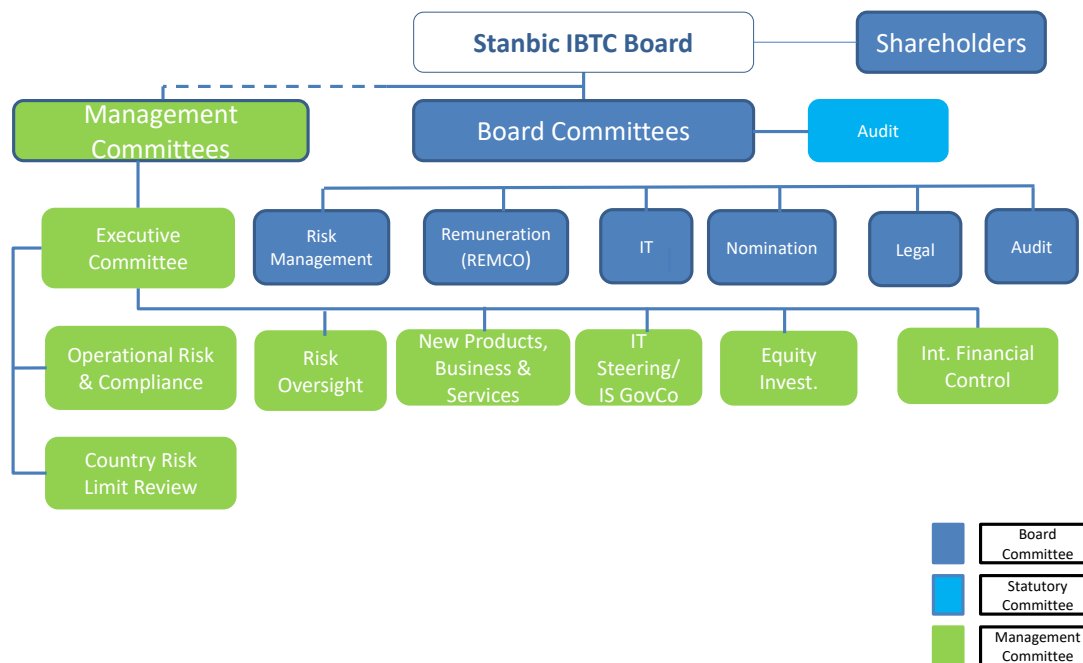 Stanbic IBTC Board
Shareholders
Management
Committees
Board Committees
Audit
Executive
Committee
Risk
Management
Remuneration
(REMCO)
IT
Nomination
Legal
Audit
Operational Risk
& Compliance
Risk
Oversight
New Products,
Business &
Services
IT
Steering/
IS GovCo
Equity
Invest.
Int. Financial
Control
Country Risk
Limit Review
Board
Committee
Statutory
Committee
Management
Committee